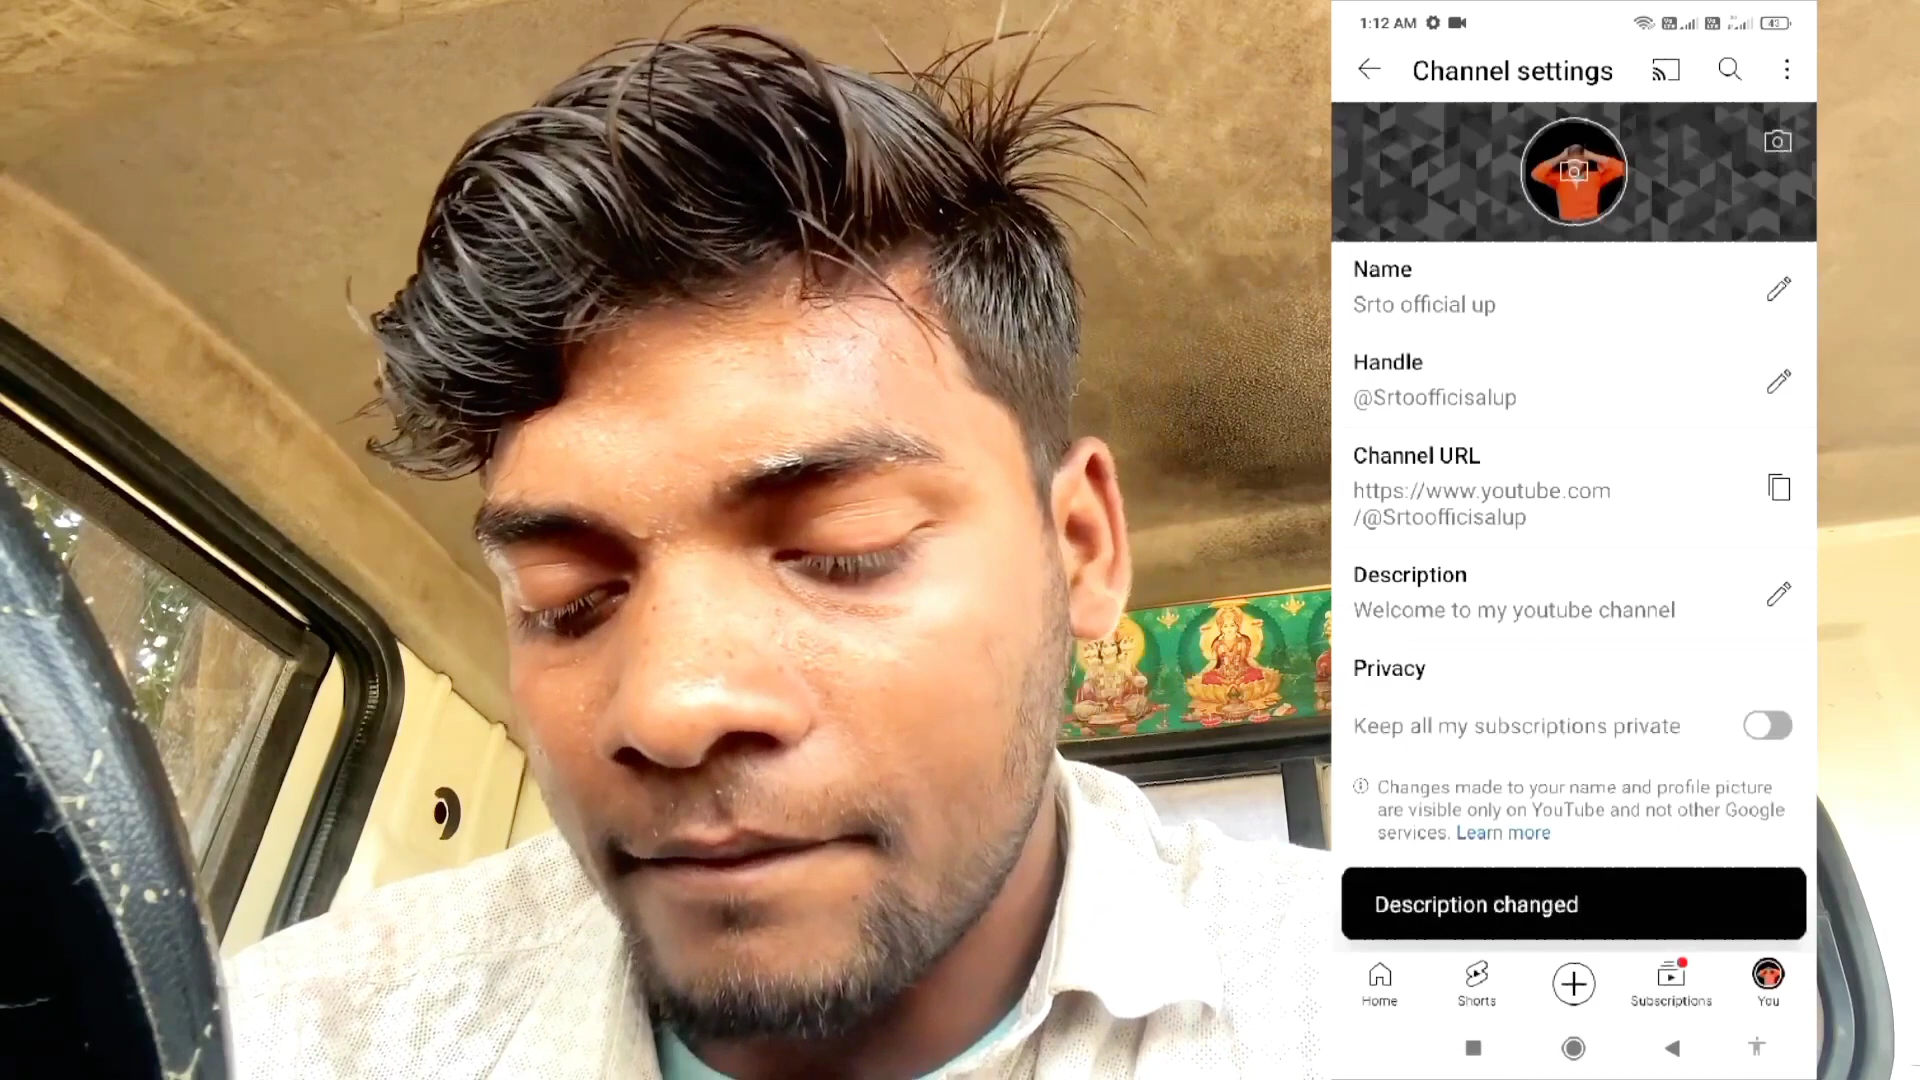 1:12 AM
43
Channel settings
Name
Srto official up
Handle
@Srtoofficisalup
Channel URL
https://www.youtube.com
/@Srtoofficisalup
Description
Welcome to my youtube channel
Privacy
Keep all my subscriptions private
Changes made to your name and profile picture
are visible only on YouTube and not other Google
services. Learn more
Description changed
Home
Shorts
Subscriptions
You